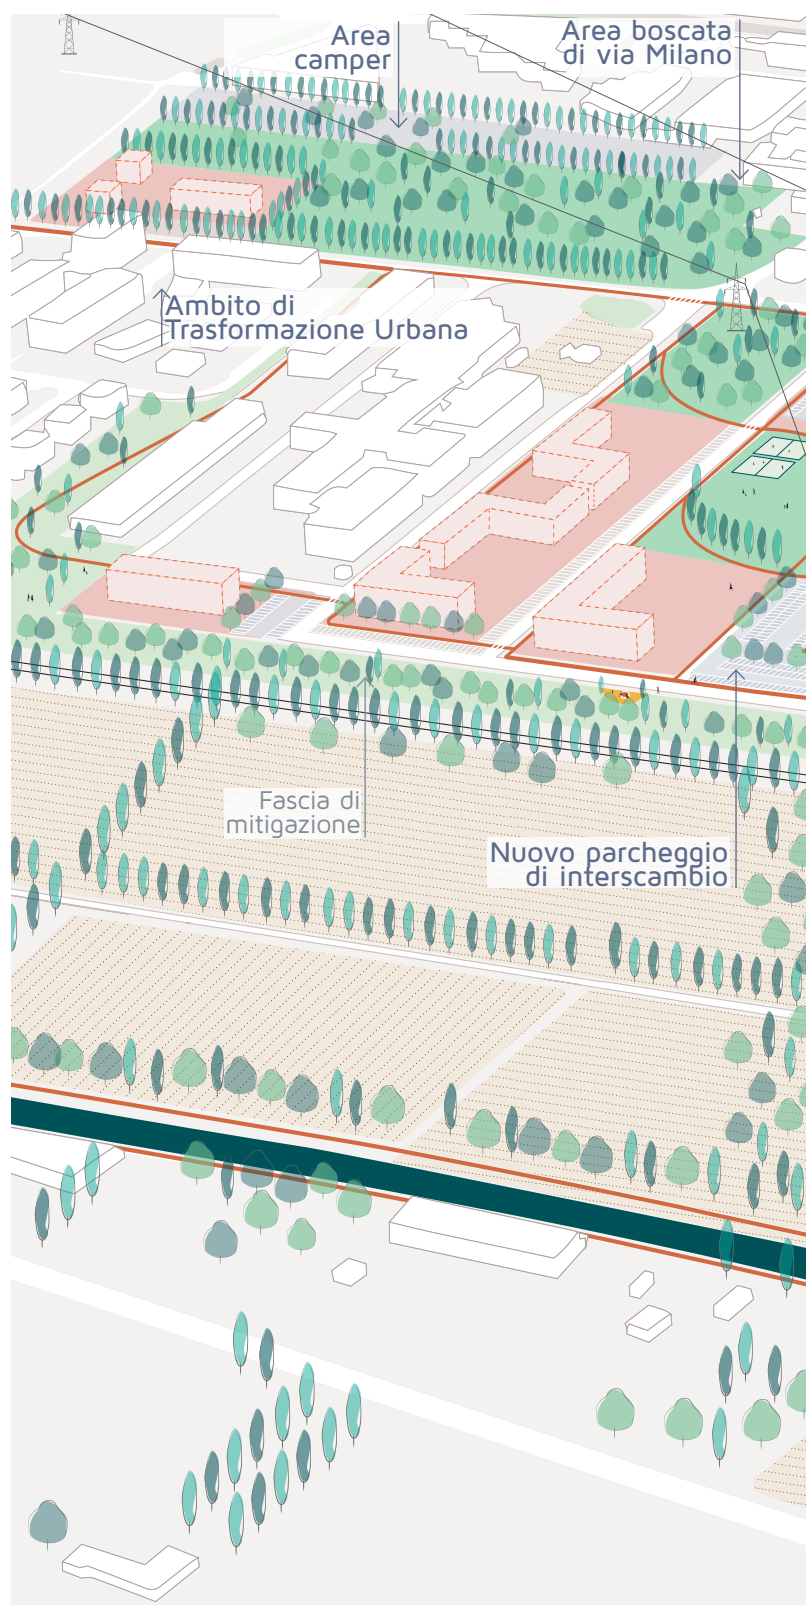 Area
camper
Area boscata
di via Milano
Ambito di
Trasformazione Urbana
Fascia di
mitigazione
Nuovo parcheggio
di interscambio